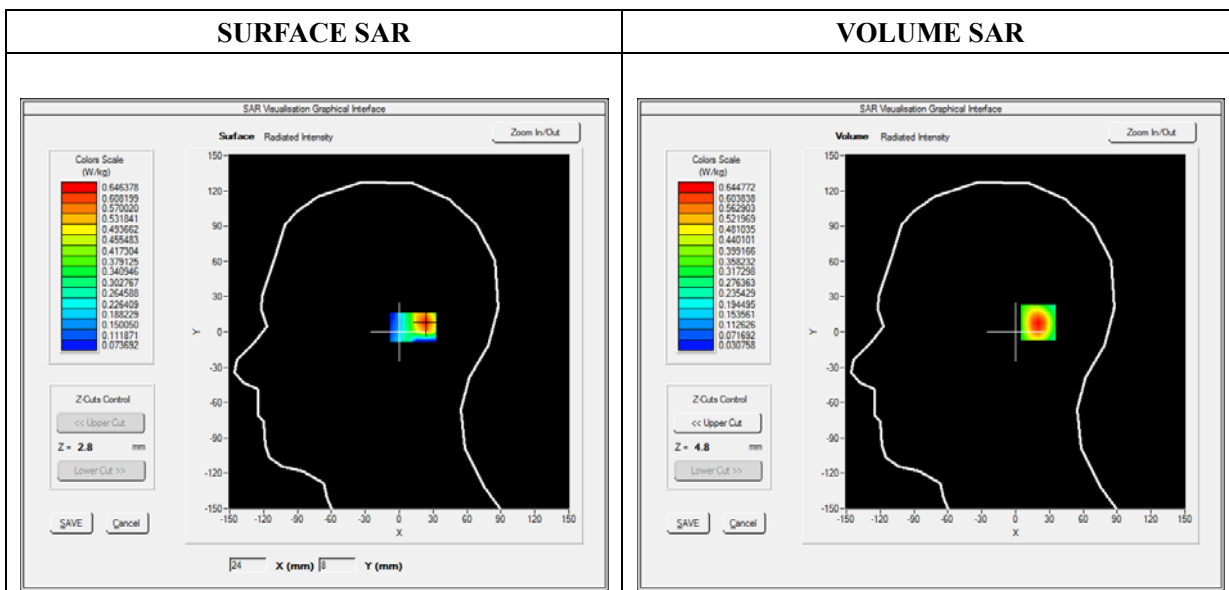 SURFACE SAR
VOLUME SAR
SAR Visualisation Graphical Interface
Surface Radiated Intensity
Zoom In/Out
Colors Scale
(W/kg)
0.646378
0.608199
0.570020
0.531841
0.493662
0.455483
0.417304
0.379125
0.340946
0.302767
0.264588
0.226409
0.188229
0.150050
0.111871
0.073692
Z-Cuts Control
<< Upper Cut
Z = 2.8 mm
Lower Cut >>
SAVE Cancel
150
120
90
60
30
0
-30
-60
-90
-120
-150
Y
-150 -120 -90 -60 -30 0 30 60 90 120 150
X
24 X (mm) 8 Y (mm)
SAR Visualisation Graphical Interface
Volume Radiated Intensity
Zoom In/Out
Colors Scale
(W/kg)
0.644772
0.603838
0.562903
0.521969
0.481035
0.440101
0.399166
0.358232
0.317298
0.276363
0.235429
0.194495
0.153561
0.112626
0.071692
0.030758
Z-Cuts Control
<< Upper Cut
Z = 4.8 mm
Lower Cut >>
SAVE Cancel
150
120
90
60
30
0
-30
-60
-90
-120
-150
Y
-150 -120 -90 -60 -30 0 30 60 90 120 150
X